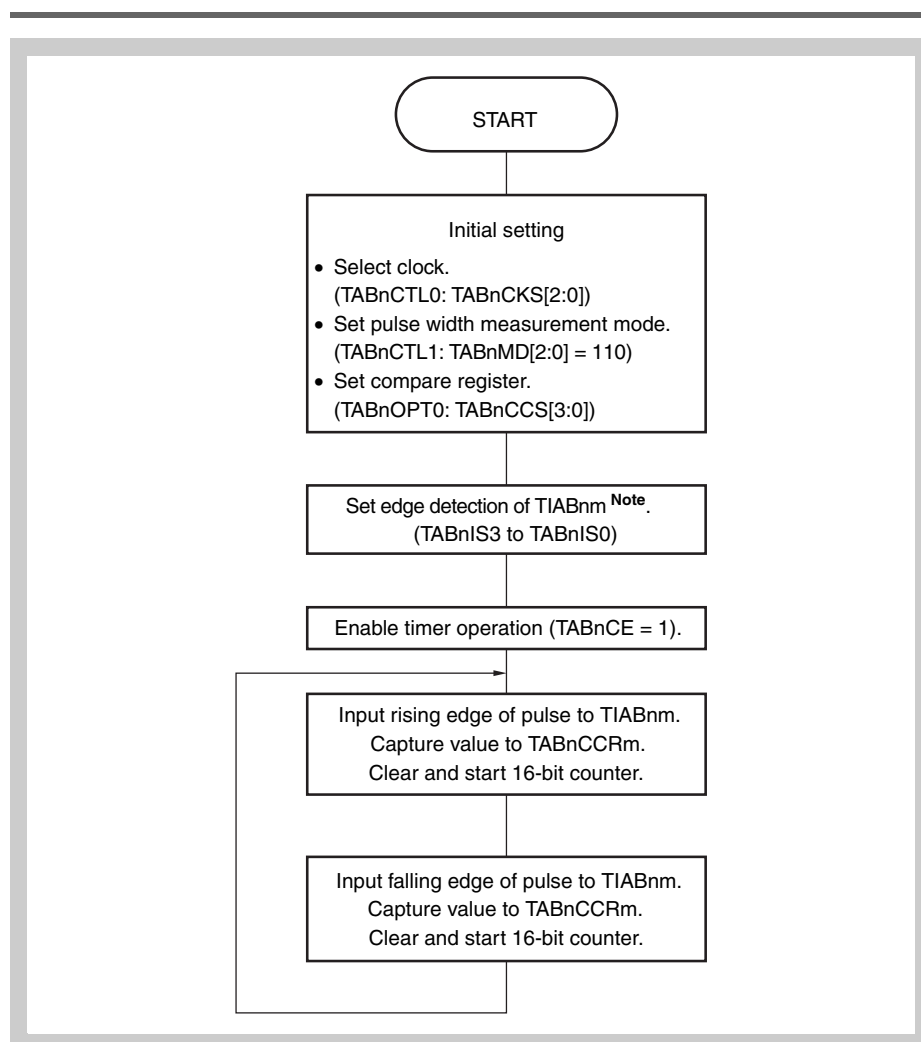 START
Initial setting
• Select clock.
(TABnCTL0: TABnCKS[2:0])
• Set pulse width measurement mode.
(TABnCTL1: TABnMD[2:0] = 110)
• Set compare register.
(TABnOPT0: TABnCCS[3:0])
Set edge detection of TIABnm Note.
(TABnIS3 to TABnIS0)
Enable timer operation (TABnCE = 1).
Input rising edge of pulse to TIABnm.
Capture value to TABnCCRm.
Clear and start 16-bit counter.
Input falling edge of pulse to TIABnm.
Capture value to TABnCCRm.
Clear and start 16-bit counter.